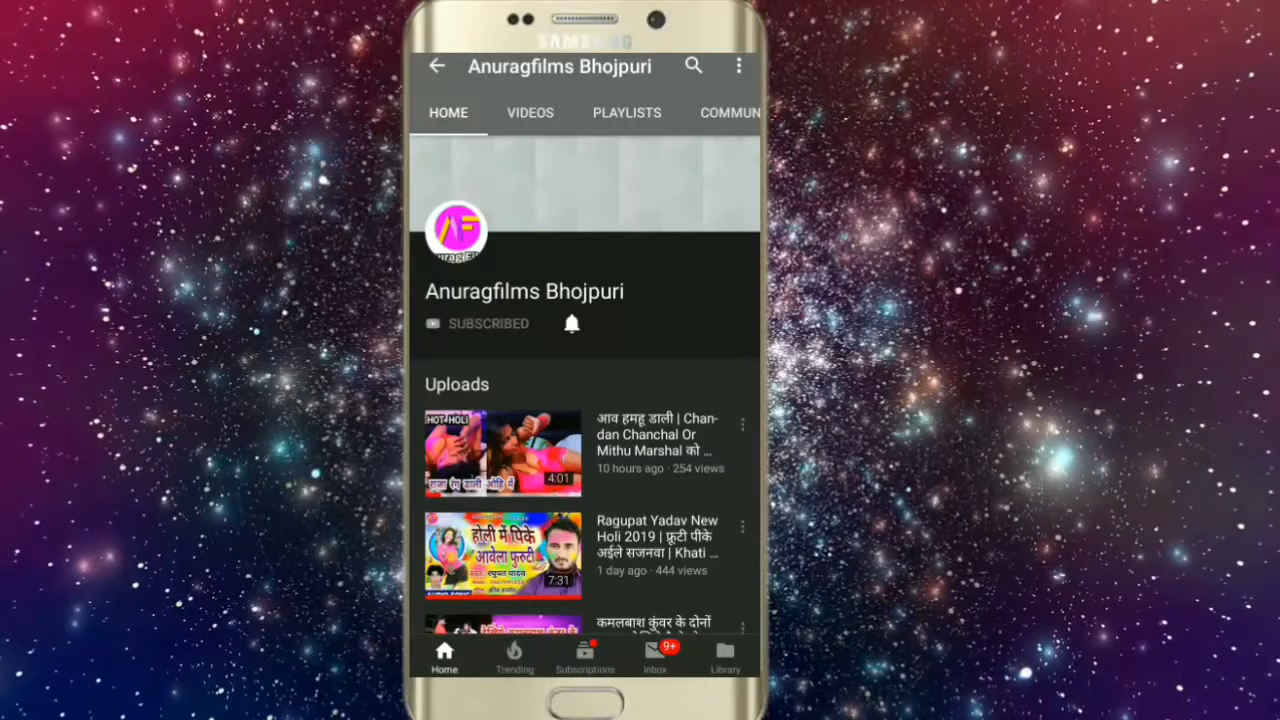 SAMSUNG
Anuragfilms Bhojpuri
HOME VIDEOS PLAYLISTS COMMUN
AF
Anuragfilms Bhojpuri
SUBSCRIBED
Uploads
HOT HOLI
राजा रंग डाली ओहि में
4:01
आव हमहू डाली | Chan-
dan Chanchal Or
Mithu Marshal को ...
10 hours ago · 254 views
होली में पिके
आवेला फुरुटी
7:31
Ragupat Yadav New
Holi 2019 | फ्रूटी पीके
अईले सजनवा | Khati ...
1 day ago · 444 views
कमलबाश कुंवर के दोनों
9+
Home Trending Subscriptions Inbox Library